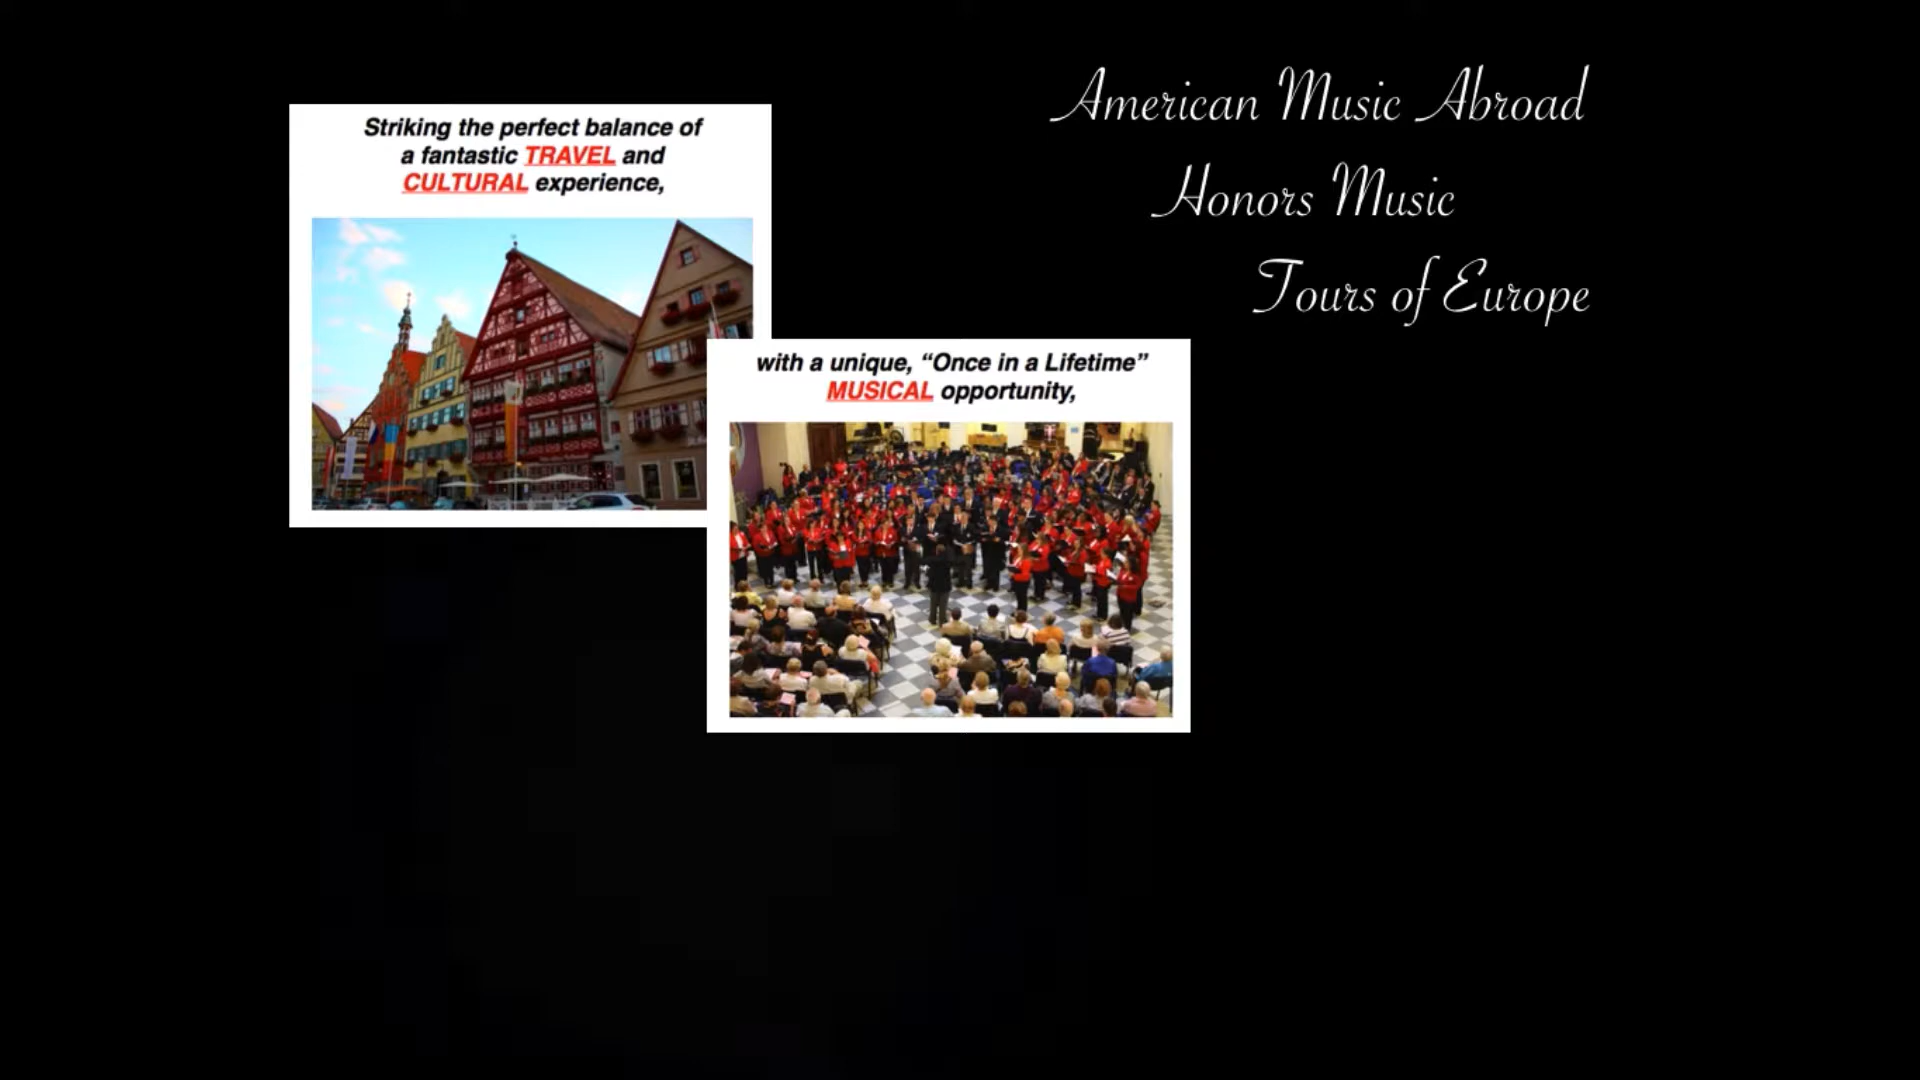 American Music Abroad
Honors Music
Tours of Europe
Striking the perfect balance of
a fantastic TRAVEL and
CULTURAL experience,
with a unique, “Once in a Lifetime”
MUSICAL opportunity,